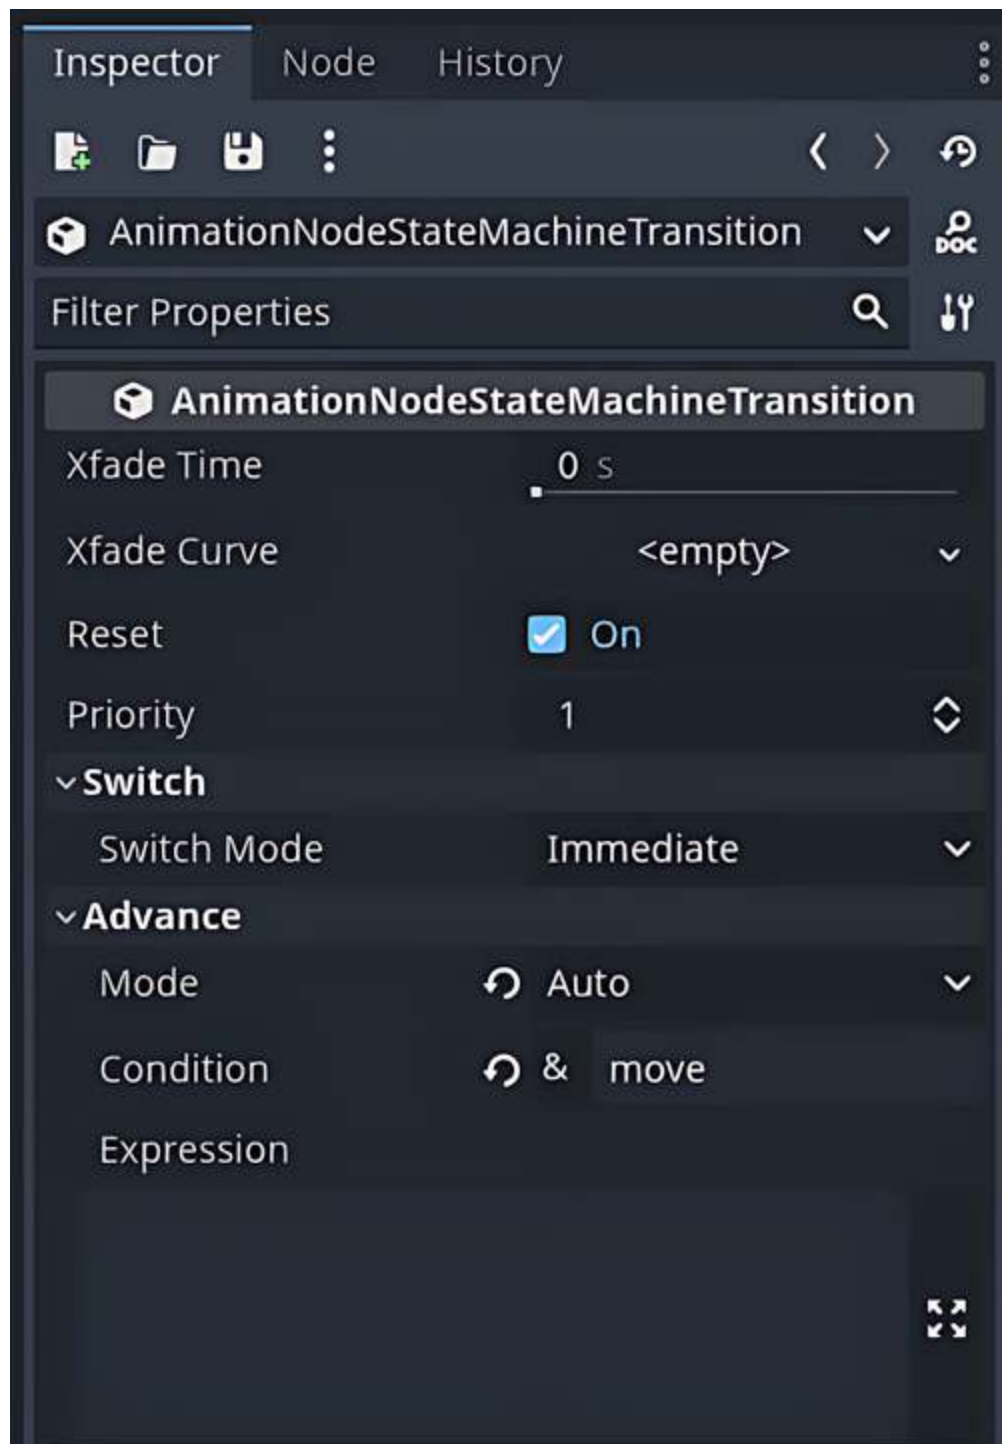 Inspector Node History
AnimationNodeStateMachineTransition DOC
Filter Properties
AnimationNodeStateMachineTransition
Xfade Time 0 s
Xfade Curve <empty>
Reset On
Priority 1
Switch
Switch Mode Immediate
Advance
Mode Auto
Condition & move
Expression